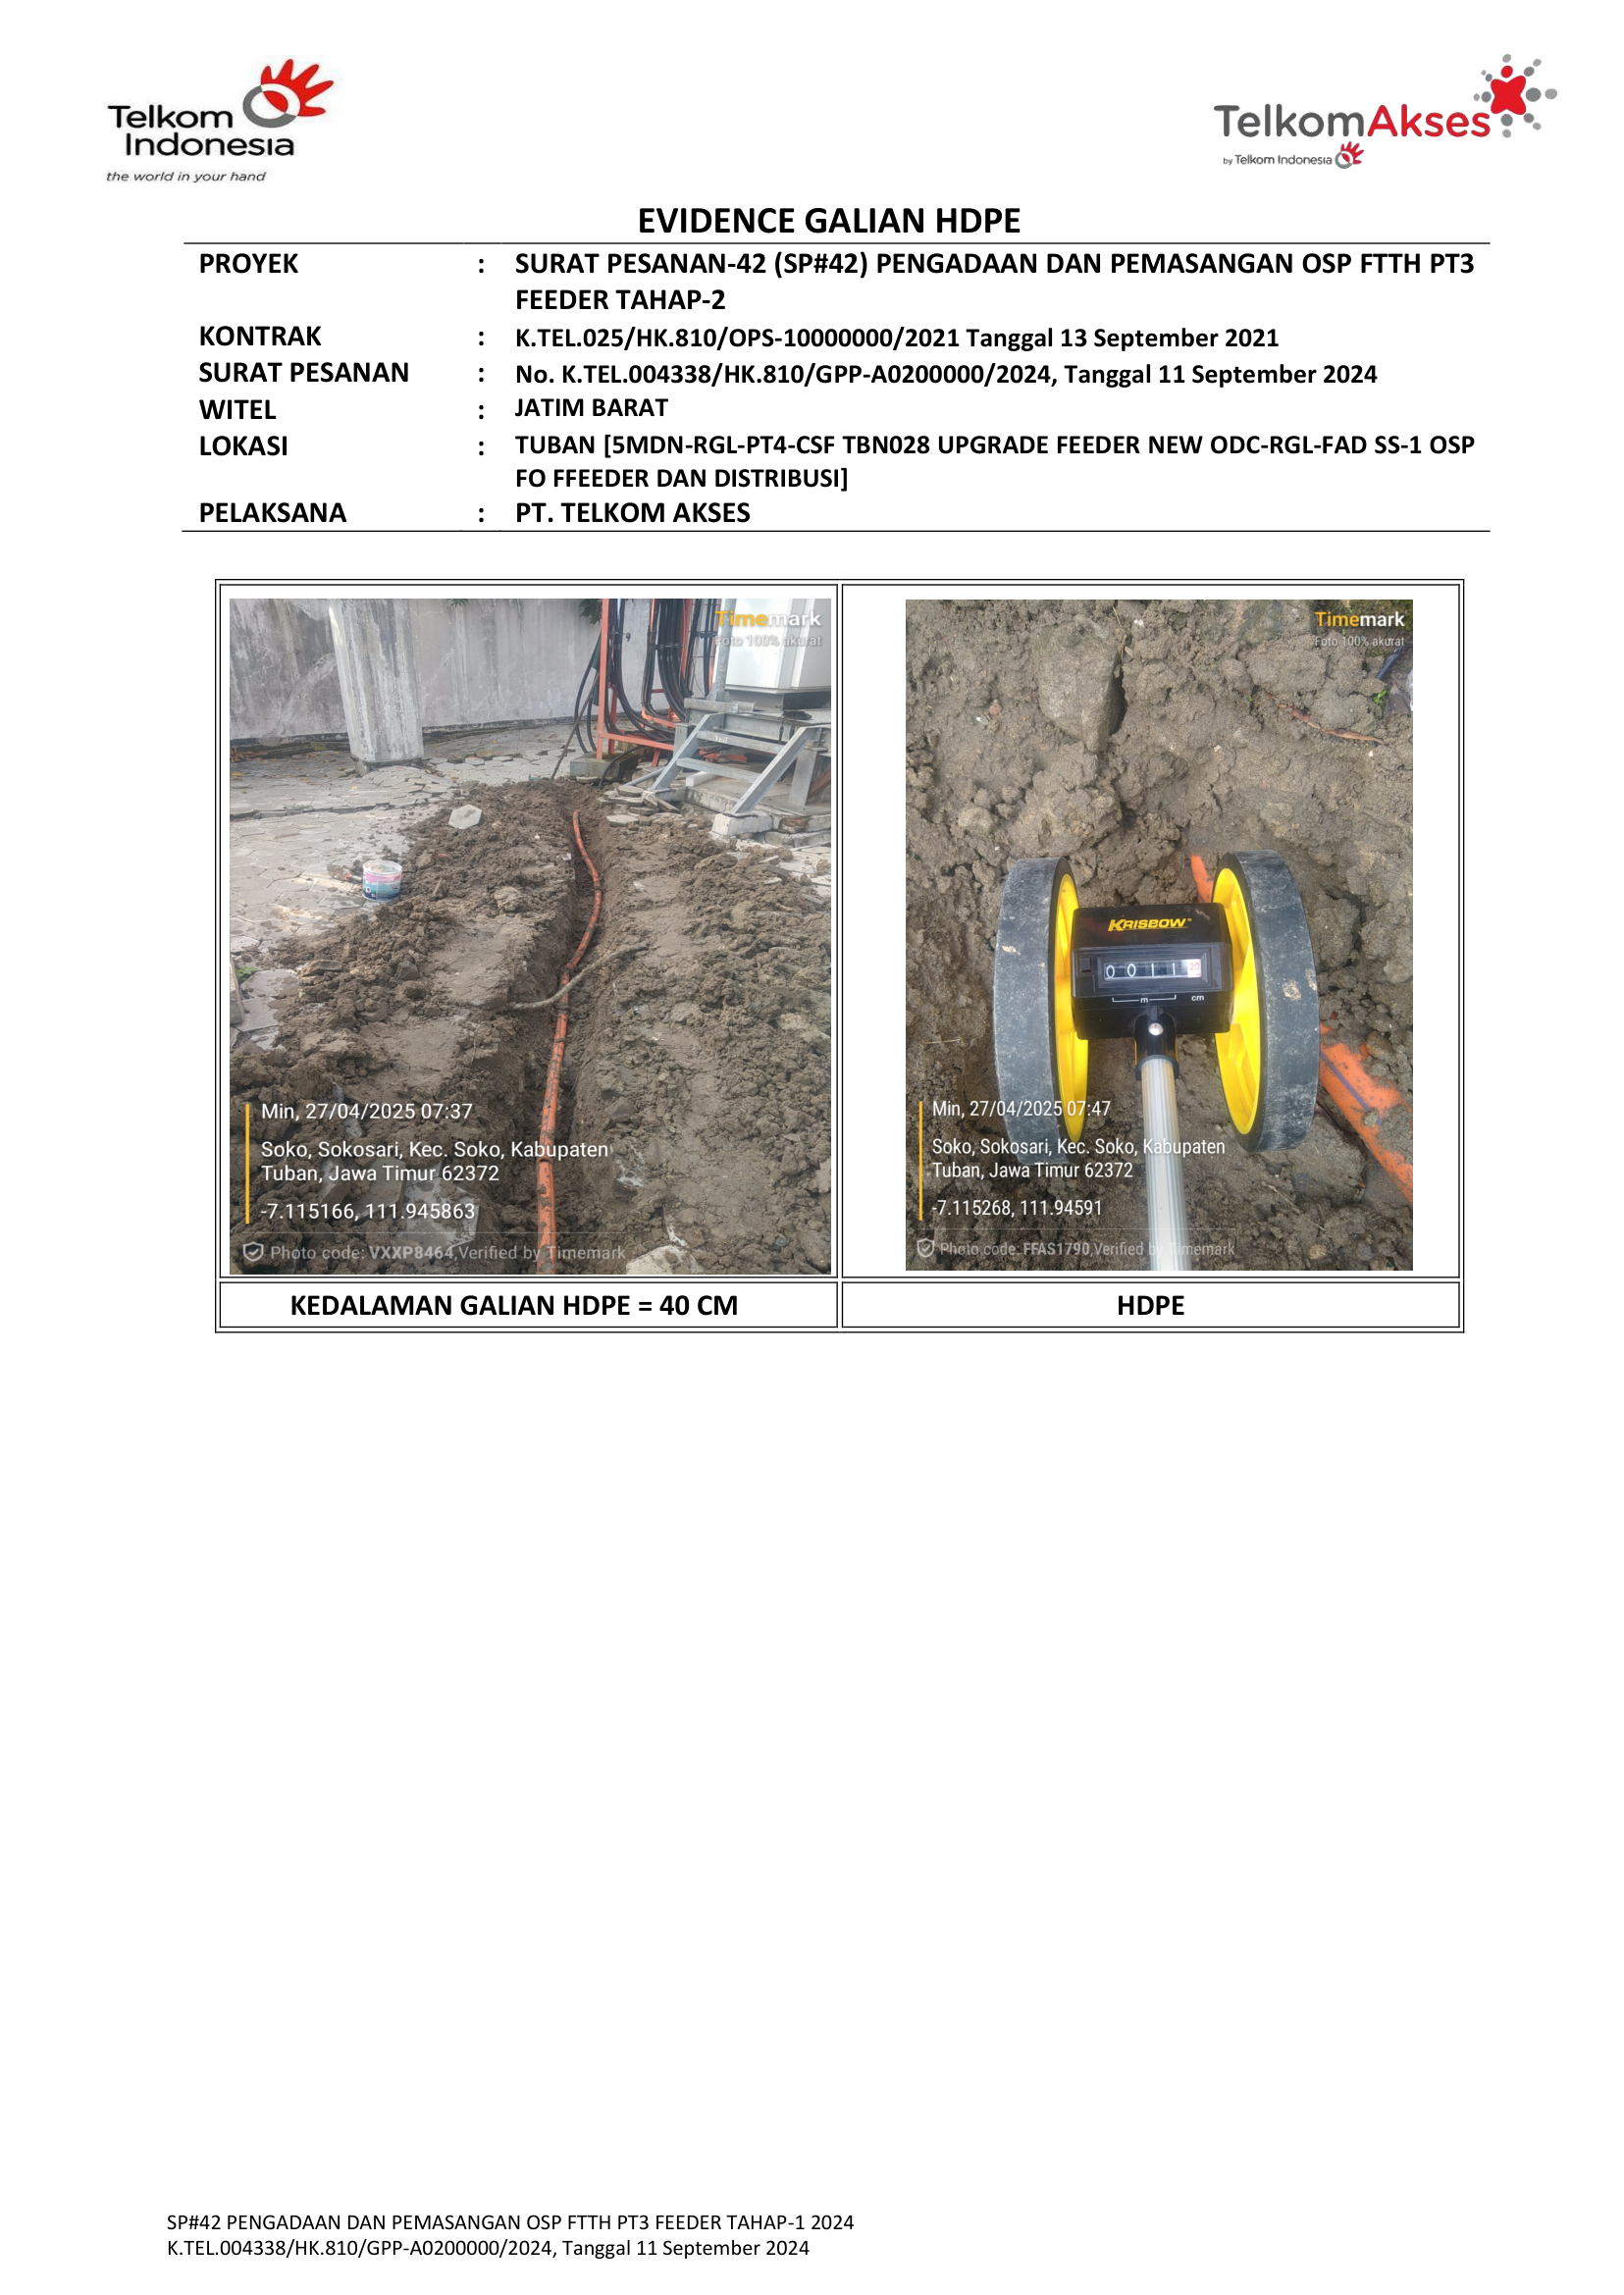 Telkom
Indonesia
the world in your hand
TelkomAkses
by Telkom Indonesia
EVIDENCE GALIAN HDPE
PROYEK : SURAT PESANAN-42 (SP#42) PENGADAAN DAN PEMASANGAN OSP FTTH PT3
FEEDER TAHAP-2
KONTRAK : K.TEL.025/HK.810/OPS-10000000/2021 Tanggal 13 September 2021
SURAT PESANAN : No. K.TEL.004338/HK.810/GPP-A0200000/2024, Tanggal 11 September 2024
WITEL : JATIM BARAT
LOKASI : TUBAN [5MDN-RGL-PT4-CSF TBN028 UPGRADE FEEDER NEW ODC-RGL-FAD SS-1 OSP
FO FFEEDER DAN DISTRIBUSI]
PELAKSANA : PT. TELKOM AKSES
Timemark
Foto 100% akurat
Min, 27/04/2025 07:37
Soko, Sokosari, Kec. Soko, Kabupaten
Tuban, Jawa Timur 62372
-7.115166, 111.945863
Photo code: VXXP8464,Verified by Timemark
Timemark
Foto 100% akurat
KRISBOW
0 0 1 1
m cm
Min, 27/04/2025 07:47
Soko, Sokosari, Kec. Soko, Kabupaten
Tuban, Jawa Timur 62372
-7.115268, 111.94591
Photo code: FFAS1790,Verified by Timemark
KEDALAMAN GALIAN HDPE = 40 CM
HDPE
SP#42 PENGADAAN DAN PEMASANGAN OSP FTTH PT3 FEEDER TAHAP-1 2024
K.TEL.004338/HK.810/GPP-A0200000/2024, Tanggal 11 September 2024